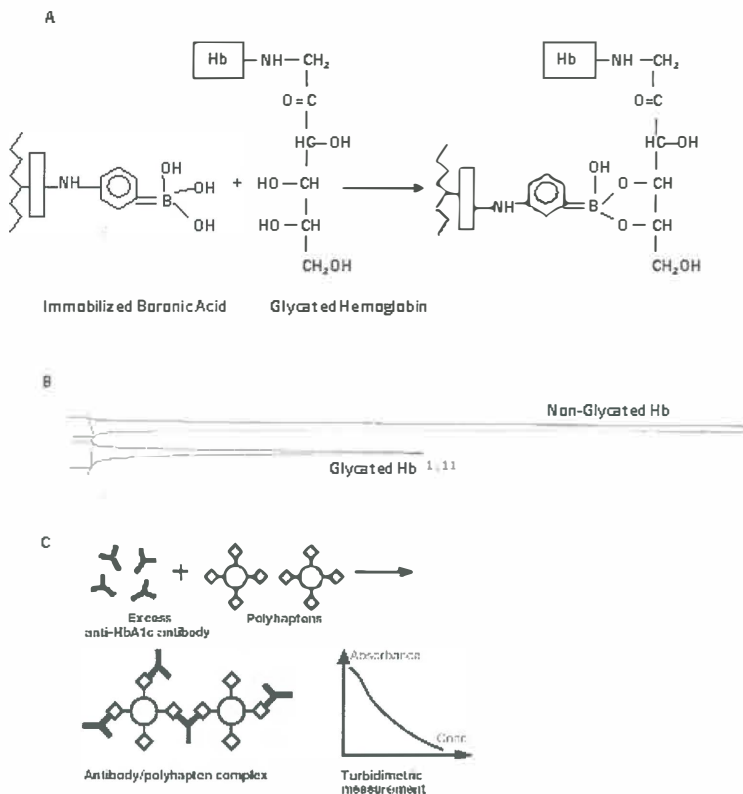 A
Hb NH CH₂ Hb NH CH₂
O=C O=C
HC OH HC OH
OH OH
NH B OH + HO CH O CH
OH NH B
HO CH O CH
CH₂OH CH₂OH
Immobilized Boronic Acid Glycated Hemoglobin
B
Non-Glycated Hb
Glycated Hb
C
+
Excess
anti-HbA1c antibody
Polyhaptens
Antibody/polyhapten complex
Absorbance
Conc
Turbidimetric
measurement